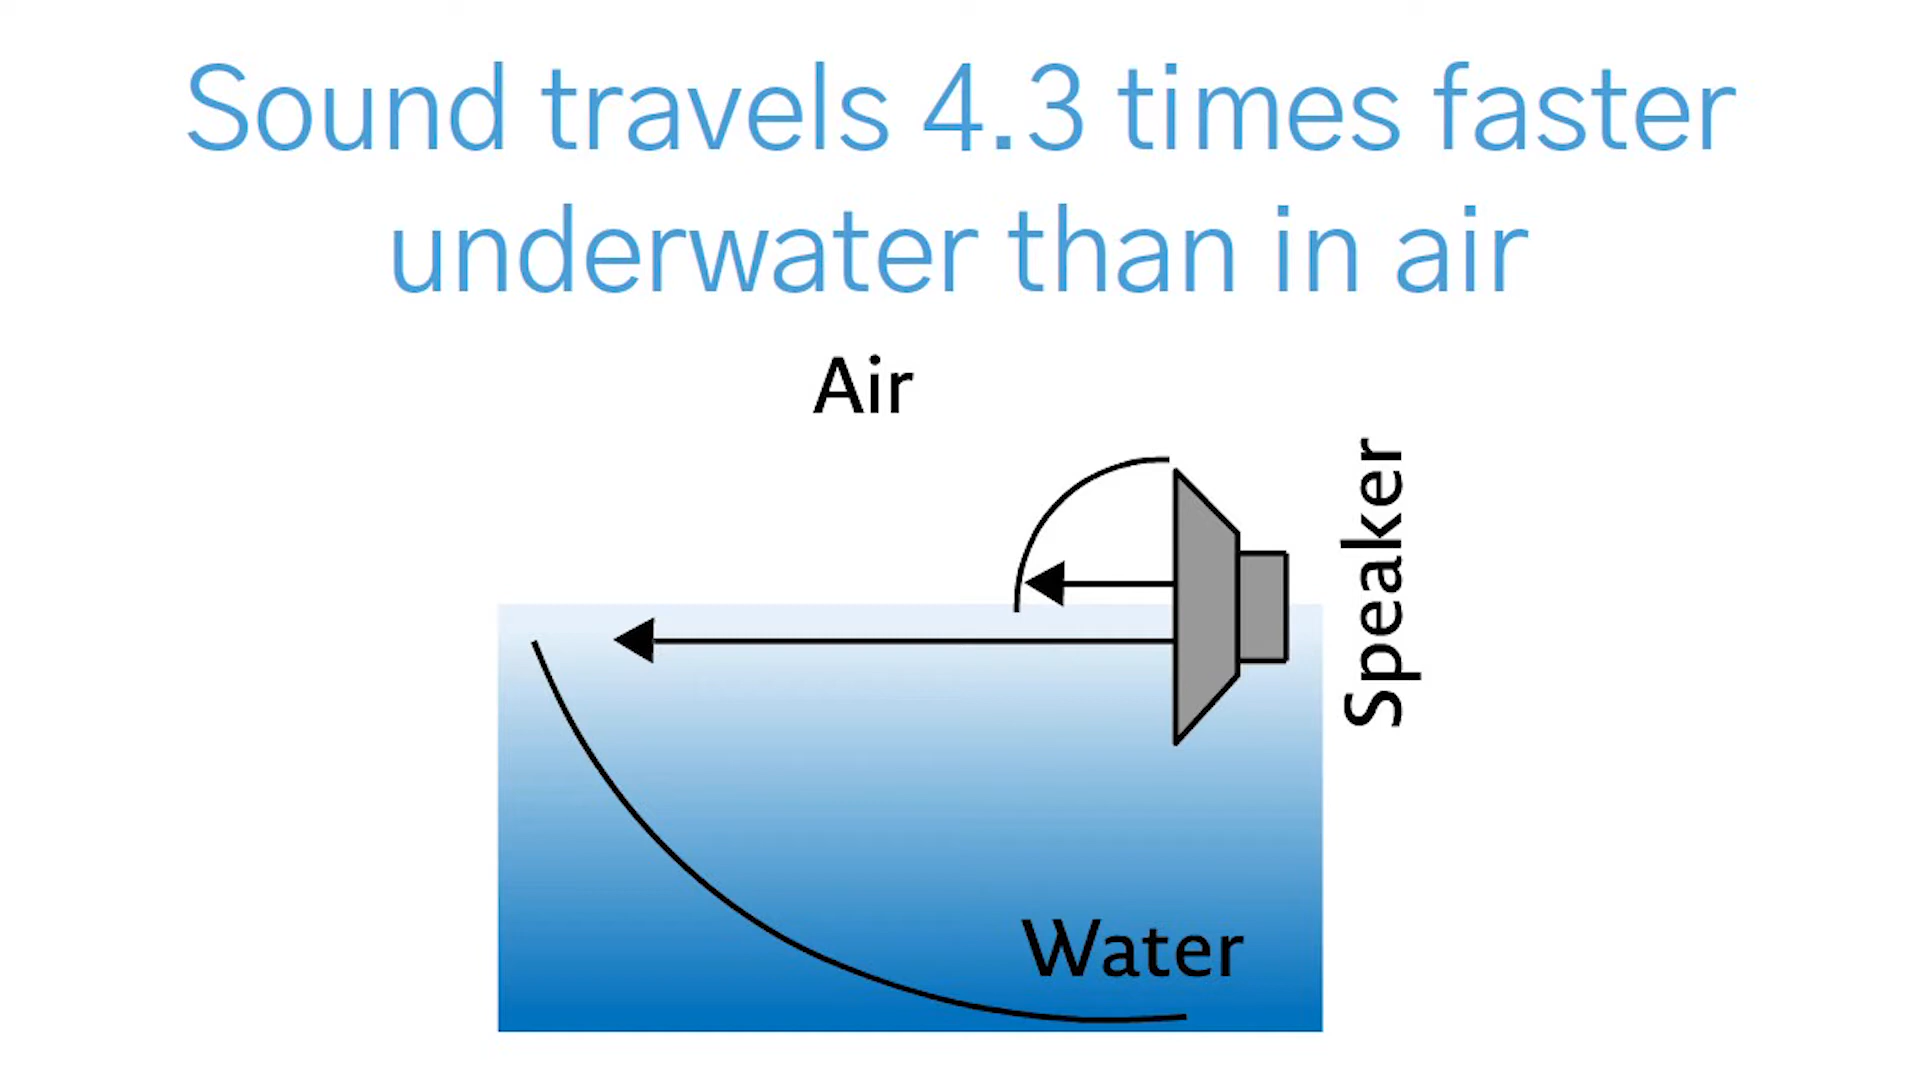 Sound travels 4.3 times faster
underwater than in air
Air
Speaker
Water